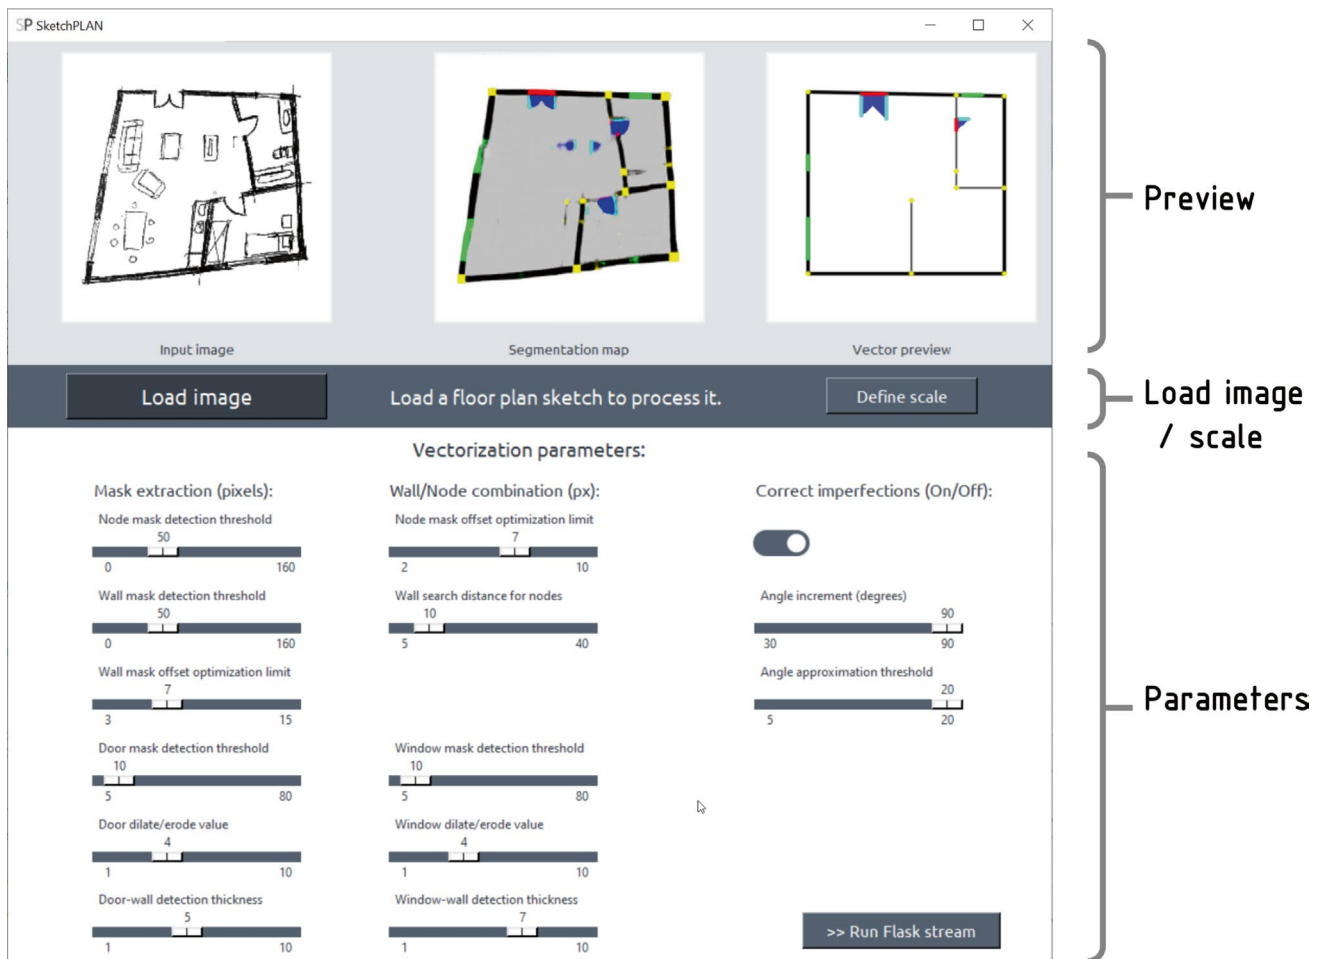 SP SketchPLAN
Input image
Segmentation map
Vector preview
Preview
Load image
Load a floor plan sketch to process it.
Define scale
Load image
/ scale
Vectorization parameters:
Mask extraction (pixels):
Node mask detection threshold
50
0 160
Wall mask detection threshold
50
0 160
Wall mask offset optimization limit
7
3 15
Door mask detection threshold
10
5 80
Door dilate/erode value
4
1 10
Door-wall detection thickness
5
1 10
Wall/Node combination (px):
Node mask offset optimization limit
7
2 10
Wall search distance for nodes
10
5 40
Window mask detection threshold
10
5 80
Window dilate/erode value
4
1 10
Window-wall detection thickness
7
1 10
Correct imperfections (On/Off):
Angle increment (degrees)
90
30 90
Angle approximation threshold
20
5 20
>> Run Flask stream
Parameters